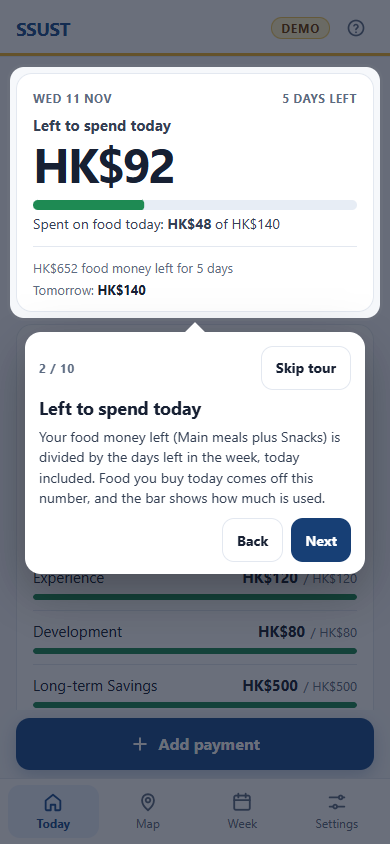 SSUST
DEMO
WED 11 NOV
5 DAYS LEFT
Left to spend today
HK$92
Spent on food today: HK$48 of HK$140
HK$652 food money left for 5 days
Tomorrow: HK$140
2 / 10
Skip tour
Left to spend today
Your food money left (Main meals plus Snacks) is
divided by the days left in the week, today
included. Food you buy today comes off this
number, and the bar shows how much is used.
Back
Next
Experience
HK$120 / HK$120
Development
HK$80 / HK$80
Long-term Savings
HK$500 / HK$500
Add payment
Today
Map
Week
Settings